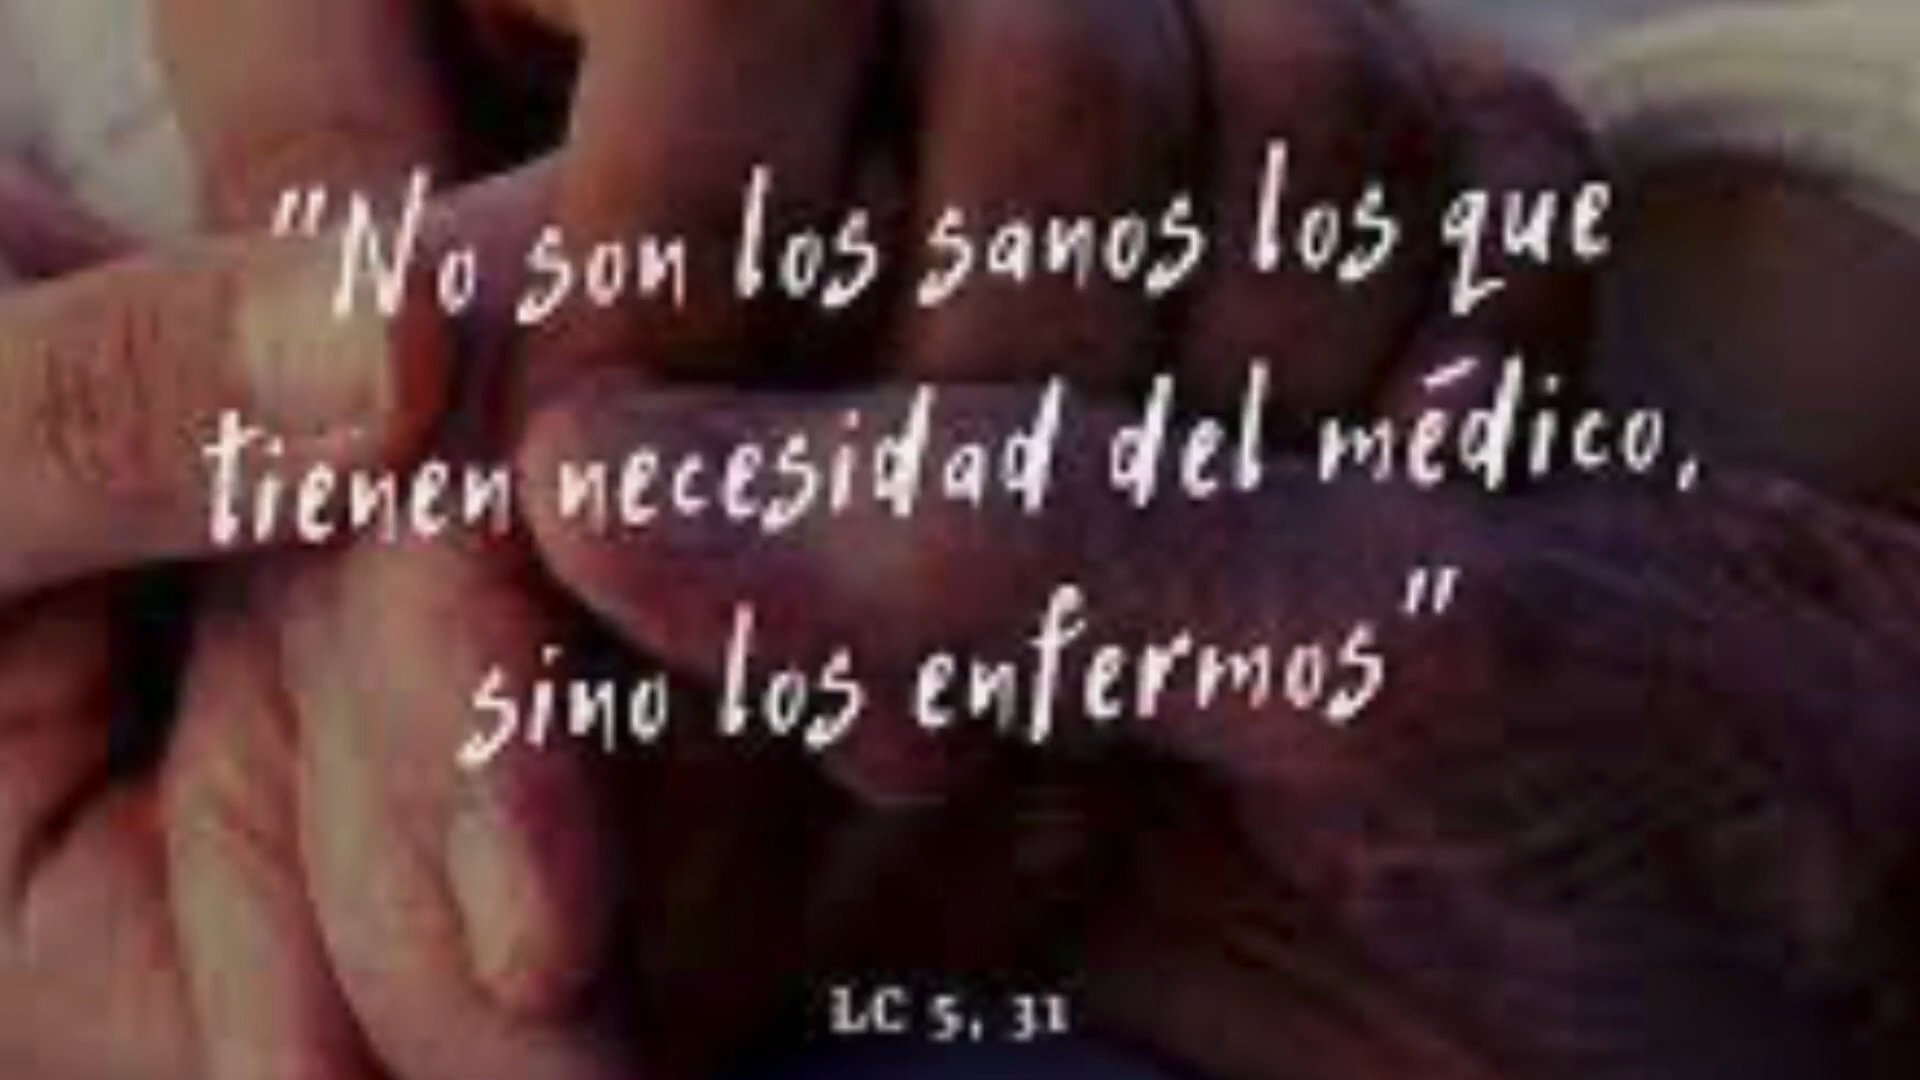 "No son los sanos los que
tienen necesidad del médico,
sino los enfermos"
LC 5, 31